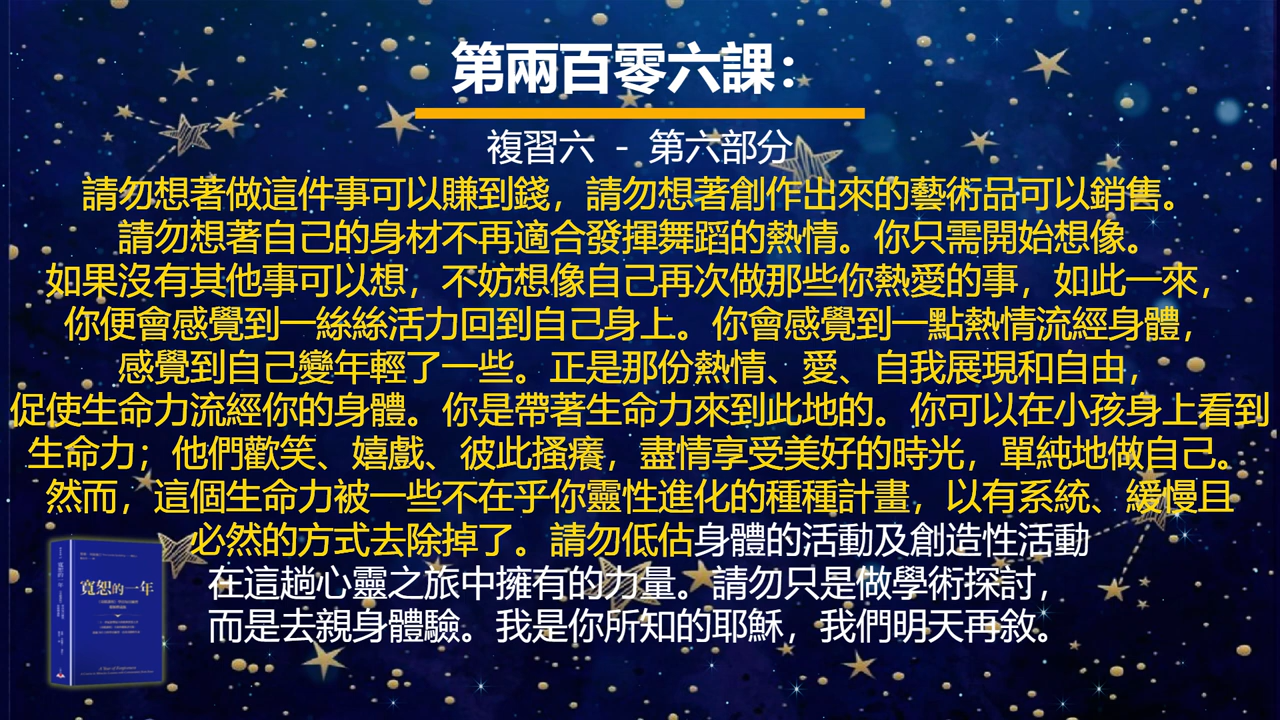 第兩百零六課：
複習六 - 第六部分
請勿想著做這件事可以賺到錢，請勿想著創作出來的藝術品可以銷售。
請勿想著自己的身材不再適合發揮舞蹈的熱情。你只需開始想像。
如果沒有其他事可以想，不妨想像自己再次做那些你熱愛的事，如此一來，
你便會感覺到一絲絲活力回到自己身上。你會感覺到一點熱情流經身體，
感覺到自己變年輕了一些。正是那份熱情、愛、自我展現和自由，
促使生命力流經你的身體。你是帶著生命力來到此地的。你可以在小孩身上看到
生命力；他們歡笑、嬉戲、彼此搔癢，盡情享受美好的時光，單純地做自己。
然而，這個生命力被一些不在乎你靈性進化的種種計畫，以有系統、緩慢且
必然的方式去除掉了。請勿低估身體的活動及創造性活動
在這趟心靈之旅中擁有的力量。請勿只是做學術探討，
而是去親身體驗。我是你所知的耶穌，我們明天再敘。
寬恕的一年
A Year of Forgiveness